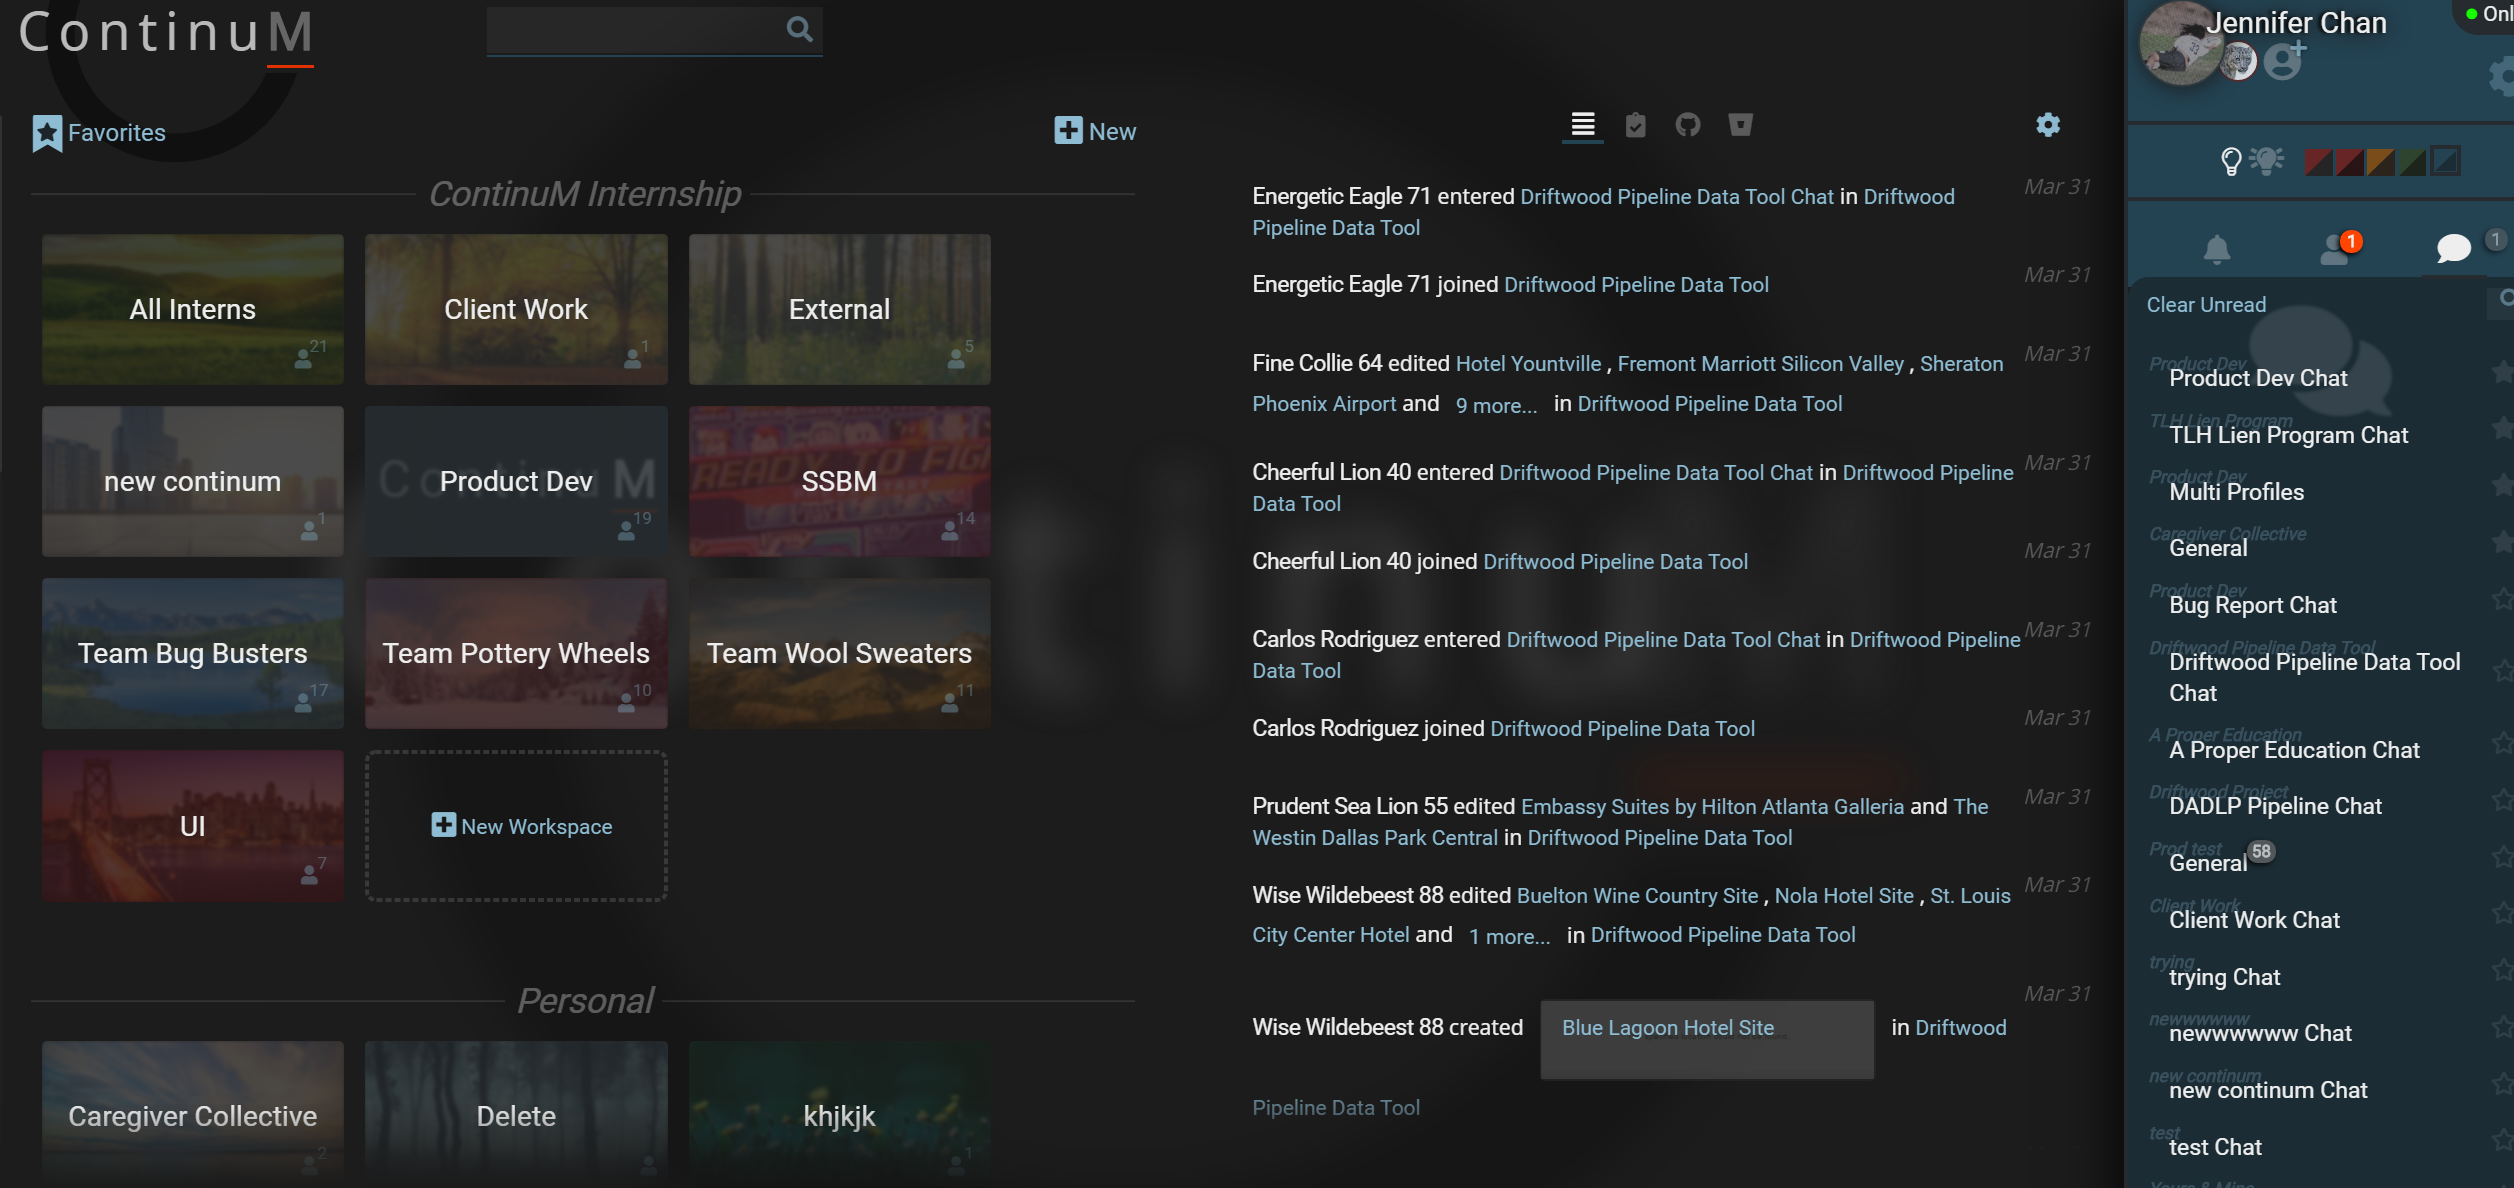 ContinuM
Favorites
New
ContinuM Internship
All Interns
21
Client Work
1
External
5
new continum
1
Product Dev
19
READY TO FIG
SSBM
14
Team Bug Busters
17
Team Pottery Wheels
10
Team Wool Sweaters
11
UI
7
New Workspace
Personal
Caregiver Collective
2
Delete
khjkjk
1
Energetic Eagle 71 entered Driftwood Pipeline Data Tool Chat in Driftwood
Pipeline Data Tool
Mar 31
Energetic Eagle 71 joined Driftwood Pipeline Data Tool
Mar 31
Fine Collie 64 edited Hotel Yountville , Fremont Marriott Silicon Valley , Sheraton
Phoenix Airport and 9 more... in Driftwood Pipeline Data Tool
Mar 31
Cheerful Lion 40 entered Driftwood Pipeline Data Tool Chat in Driftwood Pipeline
Data Tool
Mar 31
Cheerful Lion 40 joined Driftwood Pipeline Data Tool
Mar 31
Carlos Rodriguez entered Driftwood Pipeline Data Tool Chat in Driftwood Pipeline
Data Tool
Mar 31
Carlos Rodriguez joined Driftwood Pipeline Data Tool
Mar 31
Prudent Sea Lion 55 edited Embassy Suites by Hilton Atlanta Galleria and The
Westin Dallas Park Central in Driftwood Pipeline Data Tool
Mar 31
Wise Wildebeest 88 edited Buelton Wine Country Site , Nola Hotel Site , St. Louis
City Center Hotel and 1 more... in Driftwood Pipeline Data Tool
Mar 31
Wise Wildebeest 88 created Blue Lagoon Hotel Site in Driftwood
Pipeline Data Tool
Mar 31
Jennifer Chan
Onl
1
1
Clear Unread
Product Dev
Product Dev Chat
TLH Lien Program
TLH Lien Program Chat
Product Dev
Multi Profiles
Caregiver Collective
General
Product Dev
Bug Report Chat
Driftwood Pipeline Data Tool
Driftwood Pipeline Data Tool
Chat
A Proper Education
A Proper Education Chat
Driftwood Project
DADLP Pipeline Chat
Prod test
General 58
Client Work
Client Work Chat
trying
trying Chat
newwwwww
newwwwww Chat
new continum
new continum Chat
test
test Chat
Yours & Mine